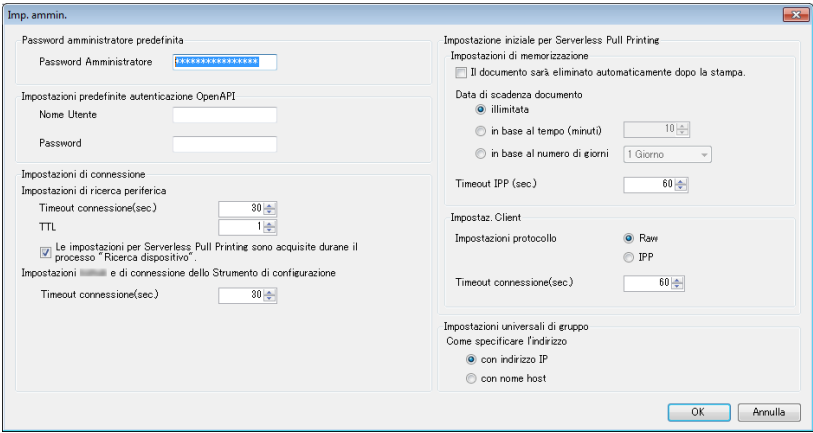 Imp. ammin.
Password amministratore predefinita
Password Amministratore
****************
Impostazioni predefinite autenticazione OpenAPI
Nome Utente
Password
Impostazioni di connessione
Impostazioni di ricerca periferica
Timeout connessione(sec.)
30
TTL
1
Le impostazioni per Serverless Pull Printing sono acquisite durane il
processo "Ricerca dispositivo".
Impostazioni e di connessione dello Strumento di configurazione
Timeout connessione(sec.)
30
Impostazione iniziale per Serverless Pull Printing
Impostazioni di memorizzazione
Il documento sarà eliminato automaticamente dopo la stampa.
Data di scadenza documento
illimitata
in base al tempo (minuti)
10
in base al numero di giorni
1 Giorno
Timeout IPP (sec.)
60
Impostaz. Client
Impostazioni protocollo
Raw
IPP
Timeout connessione(sec.)
60
Impostazioni universali di gruppo
Come specificare l'indirizzo
con indirizzo IP
con nome host
OK
Annulla